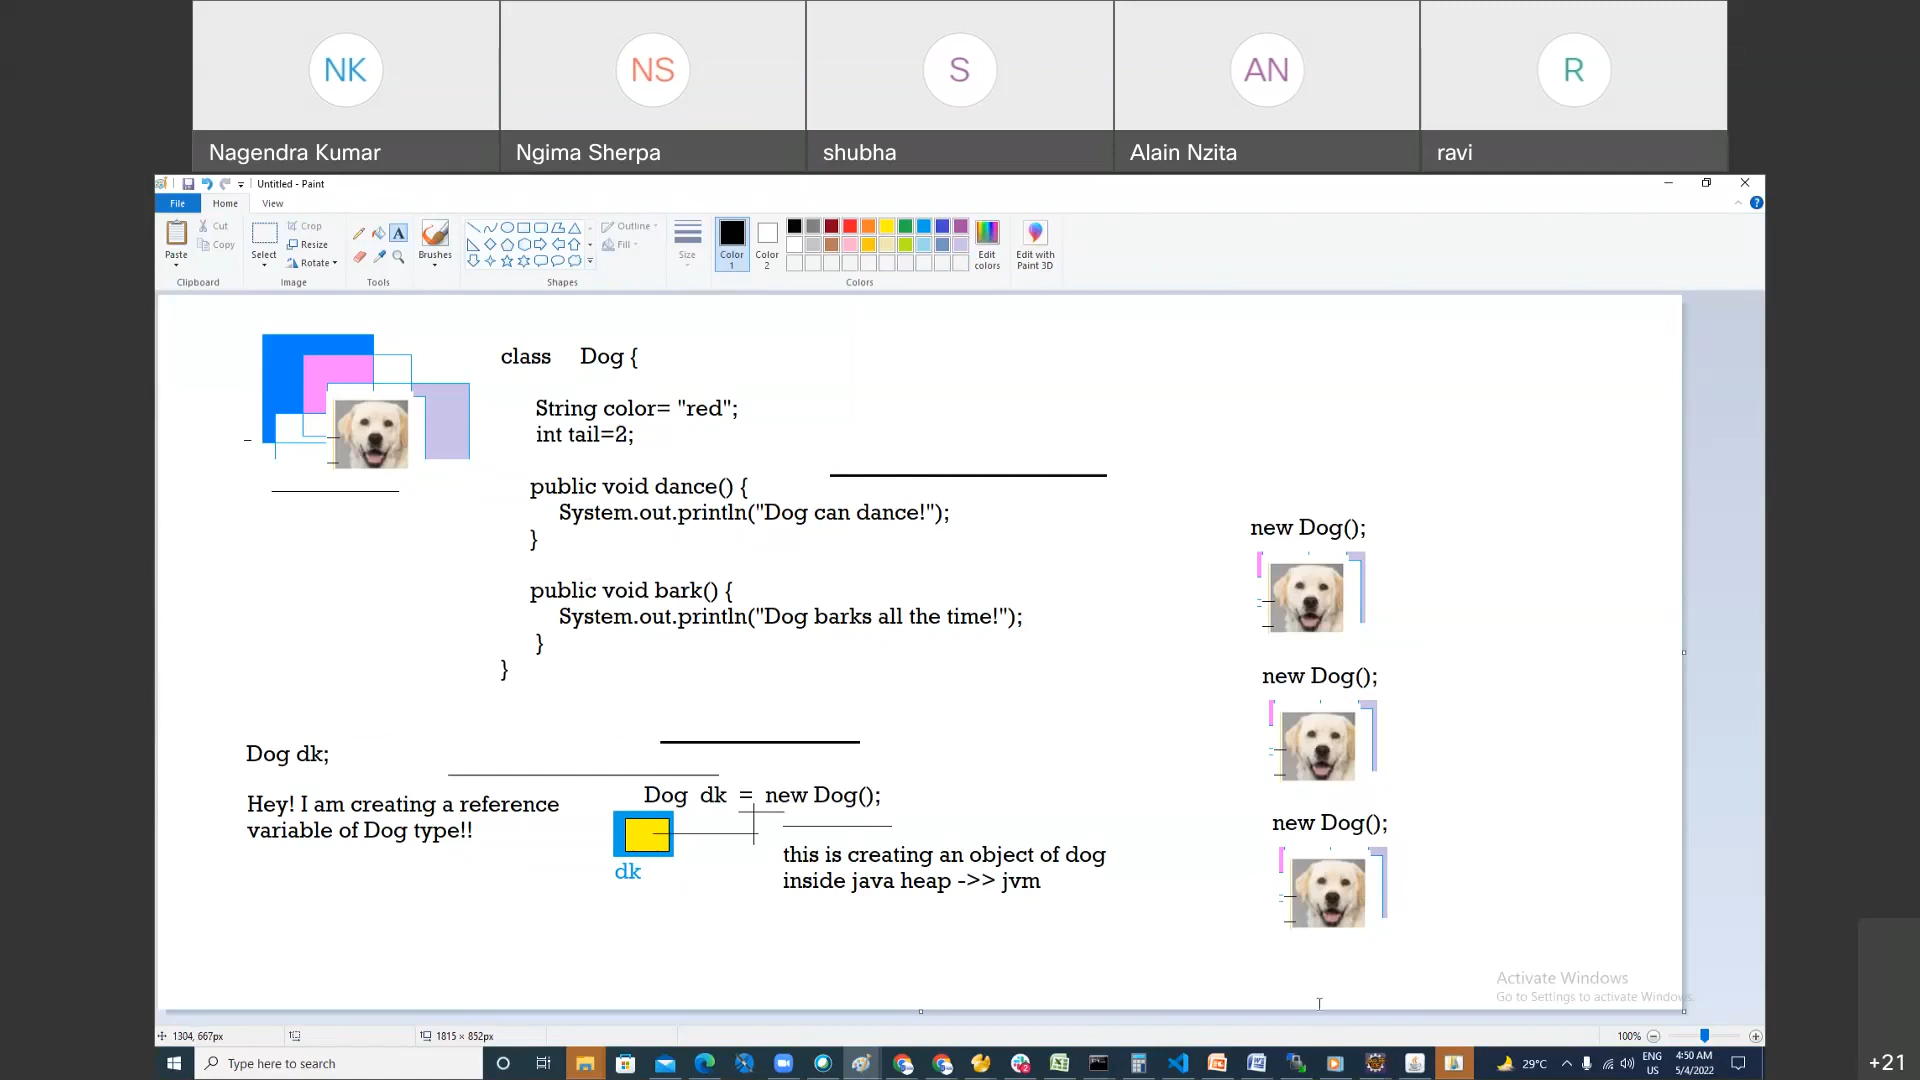 NK
NS
S
AN
R
Nagendra Kumar
Ngima Sherpa
shubha
Alain Nzita
ravi
Untitled - Paint
File
Home
View
Paste
Cut
Copy
Clipboard
Select
Crop
Resize
Rotate
Image
A
Tools
Brushes
Shapes
Outline
Fill
Size
Color 1
Color 2
Colors
Edit colors
Edit with Paint 3D
class Dog {
String color= "red";
int tail=2;
public void dance() {
System.out.println("Dog can dance!");
}
public void bark() {
System.out.println("Dog barks all the time!");
}
}
new Dog();
new Dog();
new Dog();
Dog dk;
Hey! I am creating a reference
variable of Dog type!!
Dog dk = new Dog();
dk
this is creating an object of dog
inside java heap ->> jvm
Activate Windows
Go to Settings to activate Windows.
1304, 667px
1815 × 852px
100%
Type here to search
29°C
ENG
US
4:50 AM
5/4/2022
+21